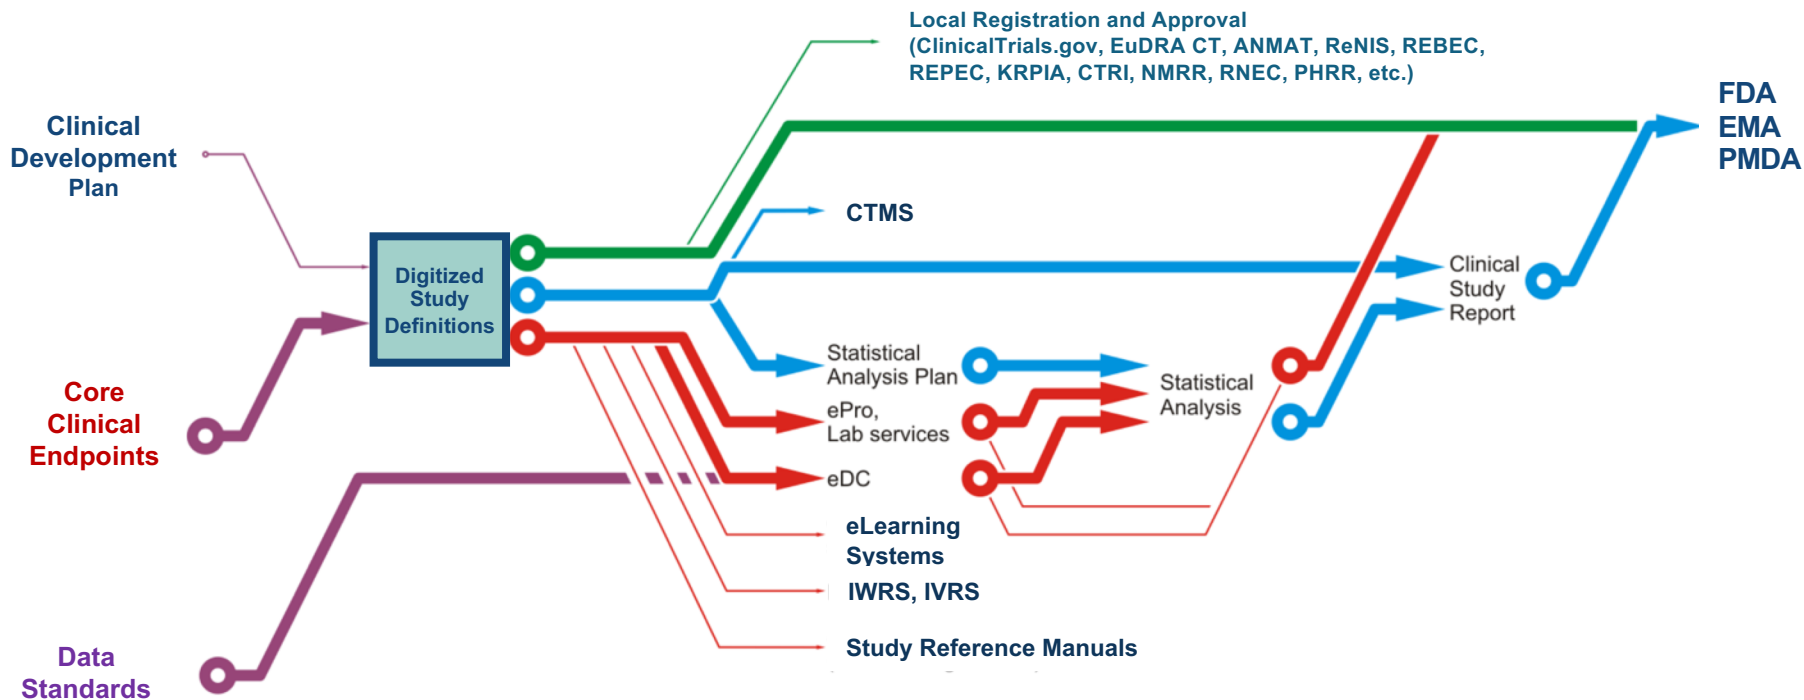 Local Registration and Approval
(ClinicalTrials.gov, EuDRA CT, ANMAT, ReNIS, REBEC,
REPEC, KRPIA, CTRI, NMRR, RNEC, PHRR, etc.)
FDA
EMA
PMDA
Clinical
Development
Plan
CTMS
Digitized
Study
Definitions
Clinical
Study
Report
Statistical
Analysis Plan
Statistical
Analysis
ePro,
Lab services
Core
Clinical
Endpoints
eDC
eLearning
Systems
IWRS, IVRS
Study Reference Manuals
Data
Standards